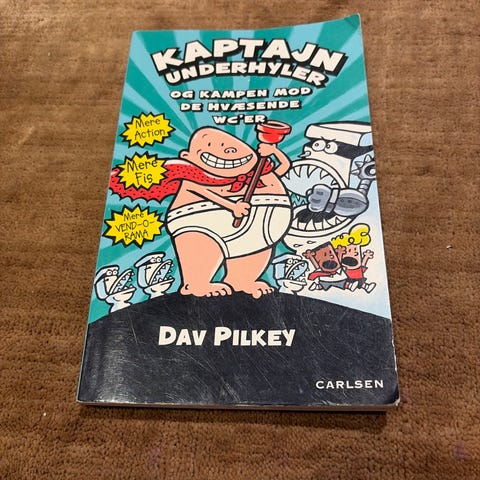 KAPTAJN
UNDERHYLER
OG KAMPEN MOD
DE HVÆSENDE
WC'ER
Mere
Action
Mere
Fis
Mere
VEND-O-
RAMA
DAV PILKEY
CARLSEN